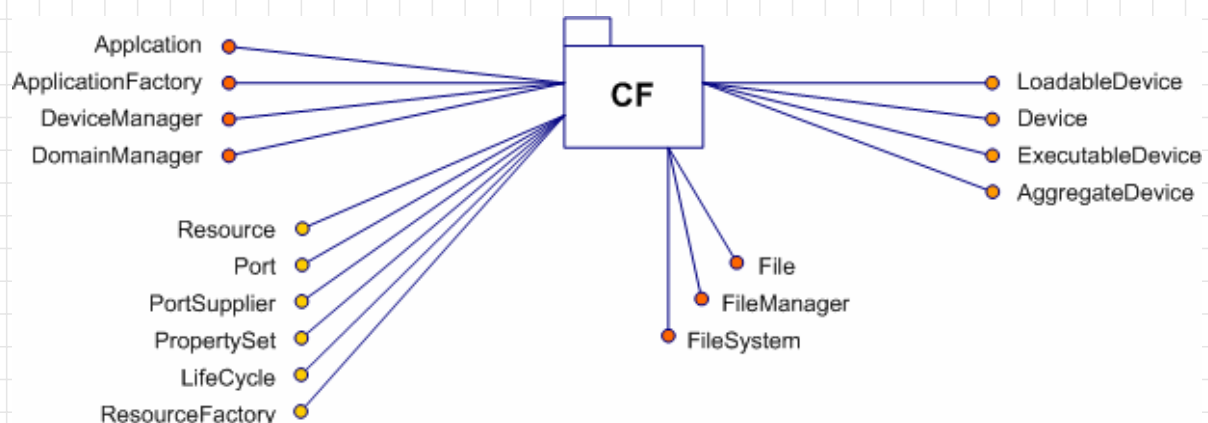 Applcation
ApplicationFactory
DeviceManager
DomainManager
Resource
Port
PortSupplier
PropertySet
LifeCycle
ResourceFactory
CF
LoadableDevice
Device
ExecutableDevice
AggregateDevice
File
FileManager
FileSystem